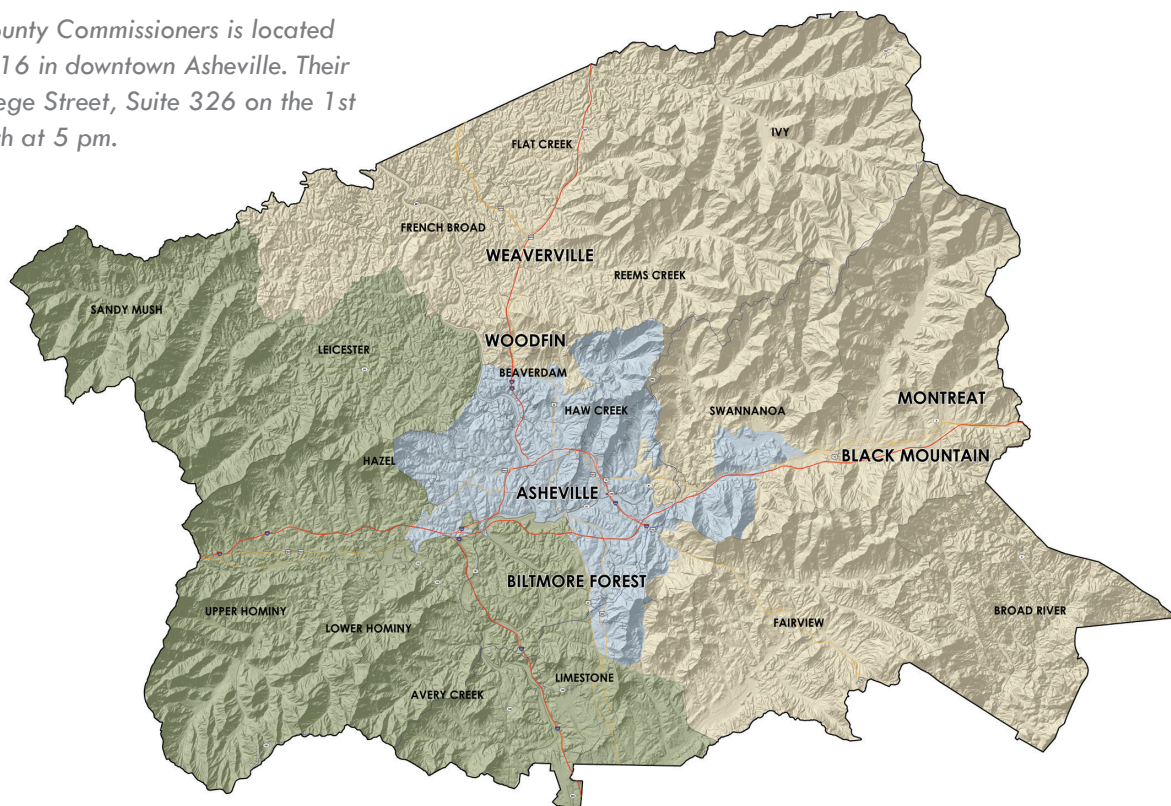 unty Commissioners is located
16 in downtown Asheville. Their
ege Street, Suite 326 on the 1st
th at 5 pm.
IVY
FLAT CREEK
FRENCH BROAD
WEAVERVILLE
REEMS CREEK
SANDY MUSH
WOODFIN
LEICESTER
BEAVERDAM
MONTREAT
HAW CREEK
SWANNANOA
BLACK MOUNTAIN
HAZEL
ASHEVILLE
BILTMORE FOREST
UPPER HOMINY
BROAD RIVER
LOWER HOMINY
FAIRVIEW
LIMESTONE
AVERY CREEK